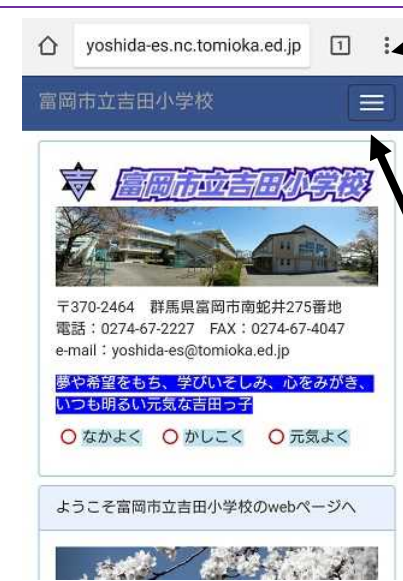 yoshida-es.nc.tomioka.ed.jp 1
富岡市立吉田小学校
富岡市立吉田小学校
〒370-2464 群馬県富岡市南蛇井275番地
電話：0274-67-2227 FAX：0274-67-4047
e-mail：yoshida-es@tomioka.ed.jp
夢や希望をもち、学びいそしみ、心をみがき、
いつも明るい元気な吉田っ子
○ なかよく ○ かしこく ○ 元気よく
ようこそ富岡市立吉田小学校のwebページへ